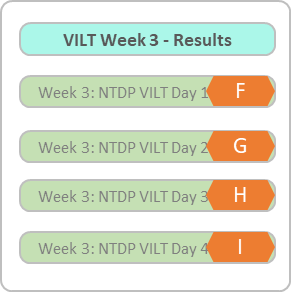 VILT Week 3 - Results
Week 3: NTDP VILT Day 1 F
Week 3: NTDP VILT Day 2 G
Week 3: NTDP VILT Day 3 H
Week 3: NTDP VILT Day 4 I